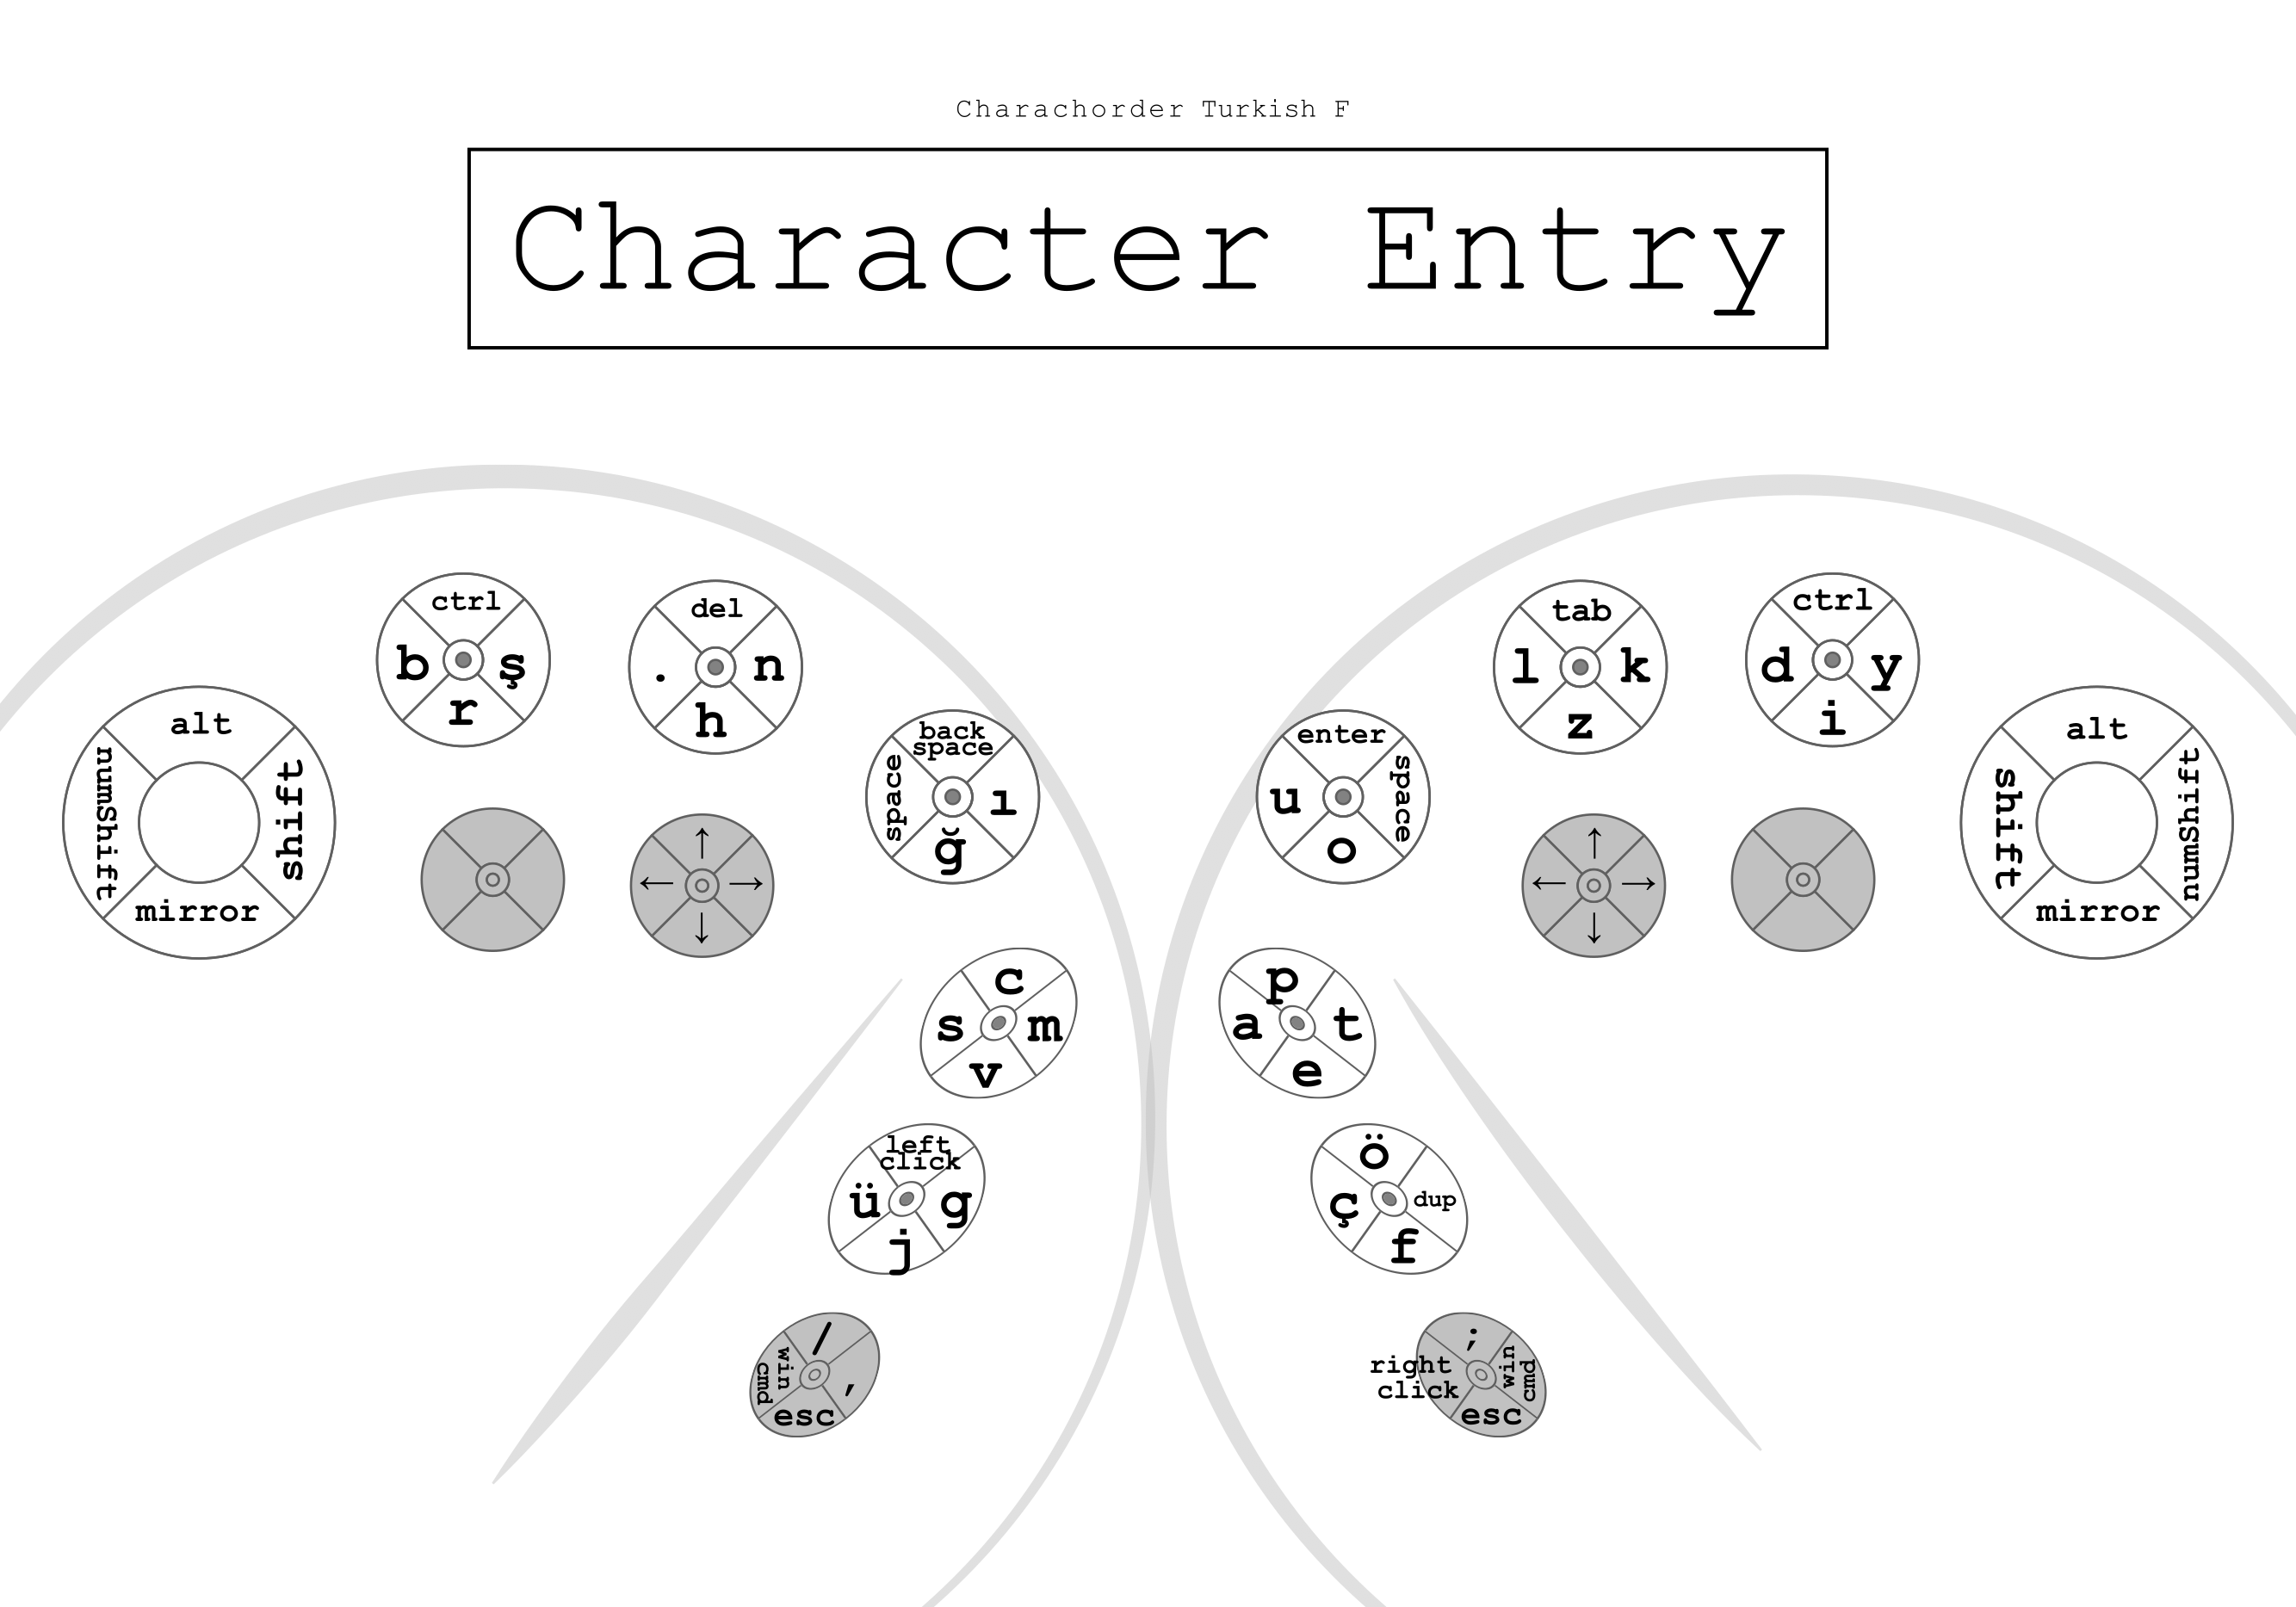 Charachorder Turkish F
Character Entry
ctrl
b ş
r
del
. n
h
tab
l k
z
ctrl
d y
i
alt
numShift shift
mirror
back
space
space ı
ğ
enter
u space
o
alt
shift numShift
mirror
↑
← →
↓
↑
← →
↓
c
s m
v
p
a t
e
left
click
ü g
j
ö
ç dup
f
/
win
cmd ,
esc
;
right
click win
cmd
esc